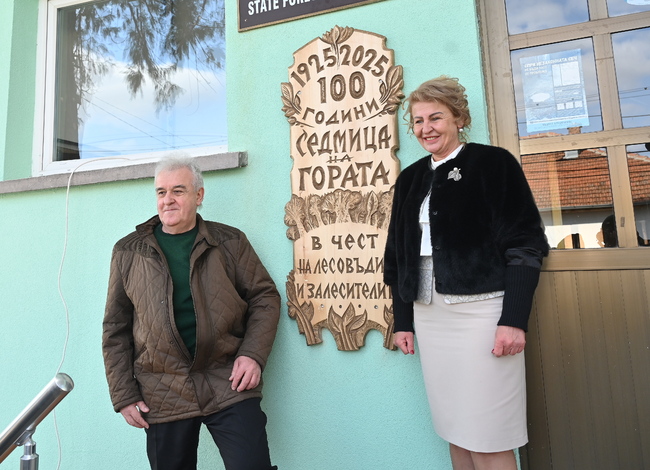 STATE FORE
1925 2025
100
ГОДИНИ
СЕДМИЦА
НА
ГОРАТА
В ЧЕСТ
НА ЛЕСОВЪДИ
И ЗАЛЕСИТЕЛИ